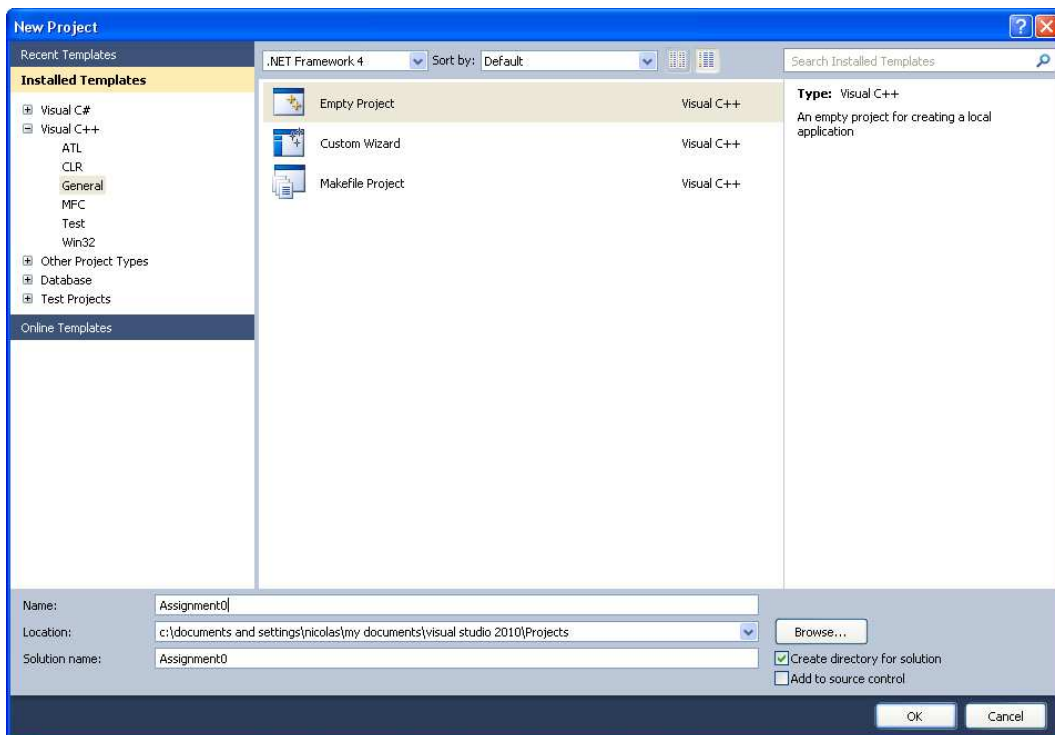 New Project
Recent Templates
.NET Framework 4
Sort by:
Default
Search Installed Templates
Installed Templates
Visual C#
Visual C++
ATL
CLR
General
MFC
Test
Win32
Other Project Types
Database
Test Projects
Online Templates
Empty Project Visual C++
Custom Wizard Visual C++
Makefile Project Visual C++
Type: Visual C++
An empty project for creating a local
application
Name: Assignment0
Location: c:\documents and settings\nicolas\my documents\visual studio 2010\Projects
Browse...
Solution name: Assignment0
Create directory for solution
Add to source control
OK
Cancel